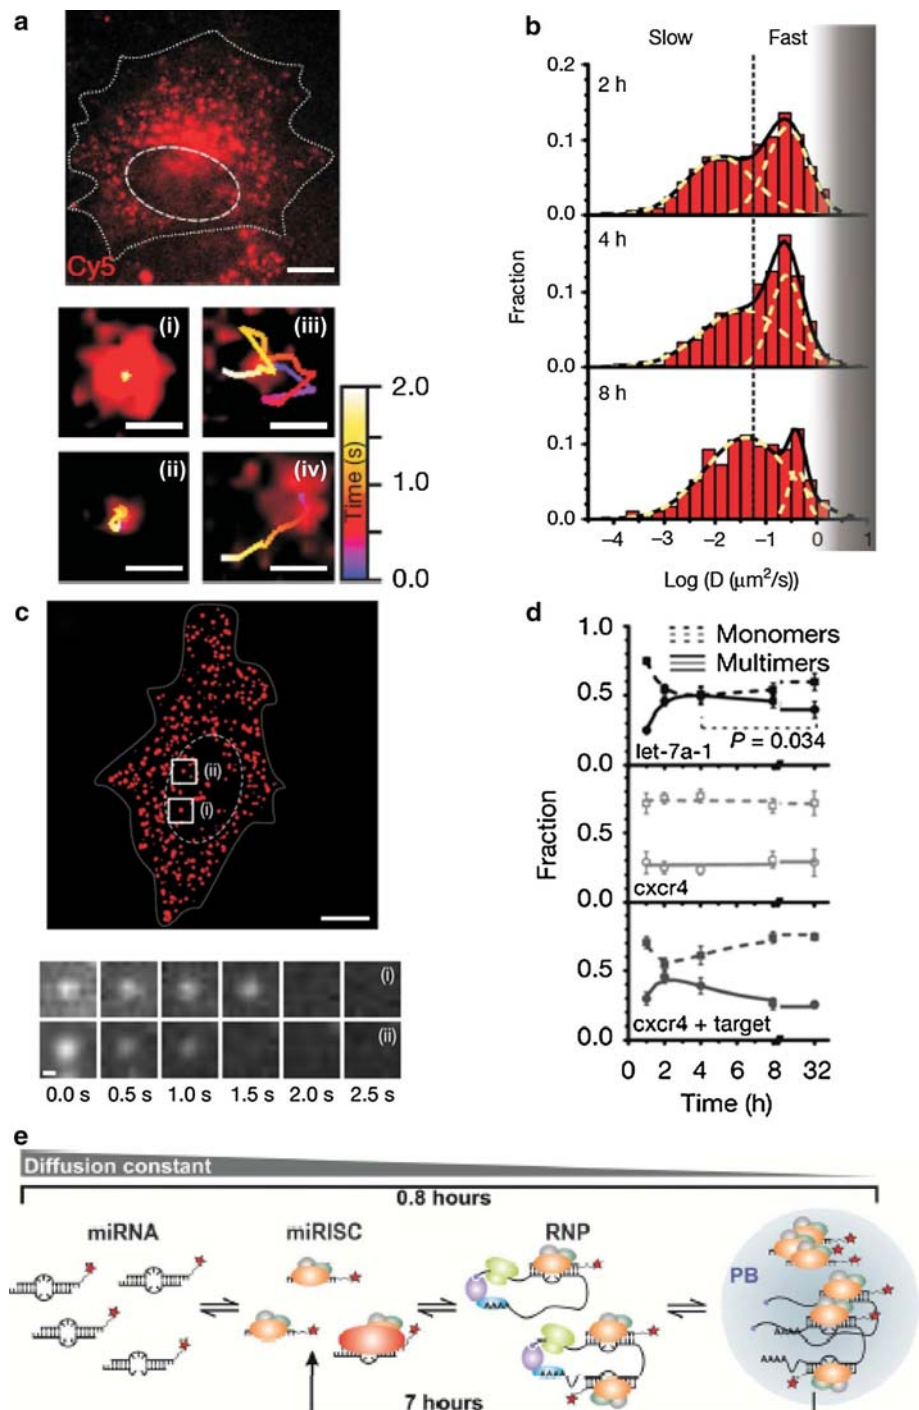 a
Cy5
(i)
(iii)
(ii)
(iv)
2.0
1.0
0.0
Time (s)
b
Slow Fast
0.2
2 h
0.1
0.0
4 h
0.1
0.0
8 h
0.1
0.0
Fraction
−4 −3 −2 −1 0 1
Log (D (μm²/s))
c
(ii)
(i)
(i)
(ii)
0.0 s 0.5 s 1.0 s 1.5 s 2.0 s 2.5 s
d
1.0
Monomers
Multimers
0.5
P = 0.034
let-7a-1
0.0
0.5
cxcr4
0.0
0.5
cxcr4 + target
0.0
Fraction
0 2 4 6 8 32
Time (h)
e
Diffusion constant
0.8 hours
miRNA miRISC RNP
PB
AAAA
AAAA
AAAA
AAAA
7 hours